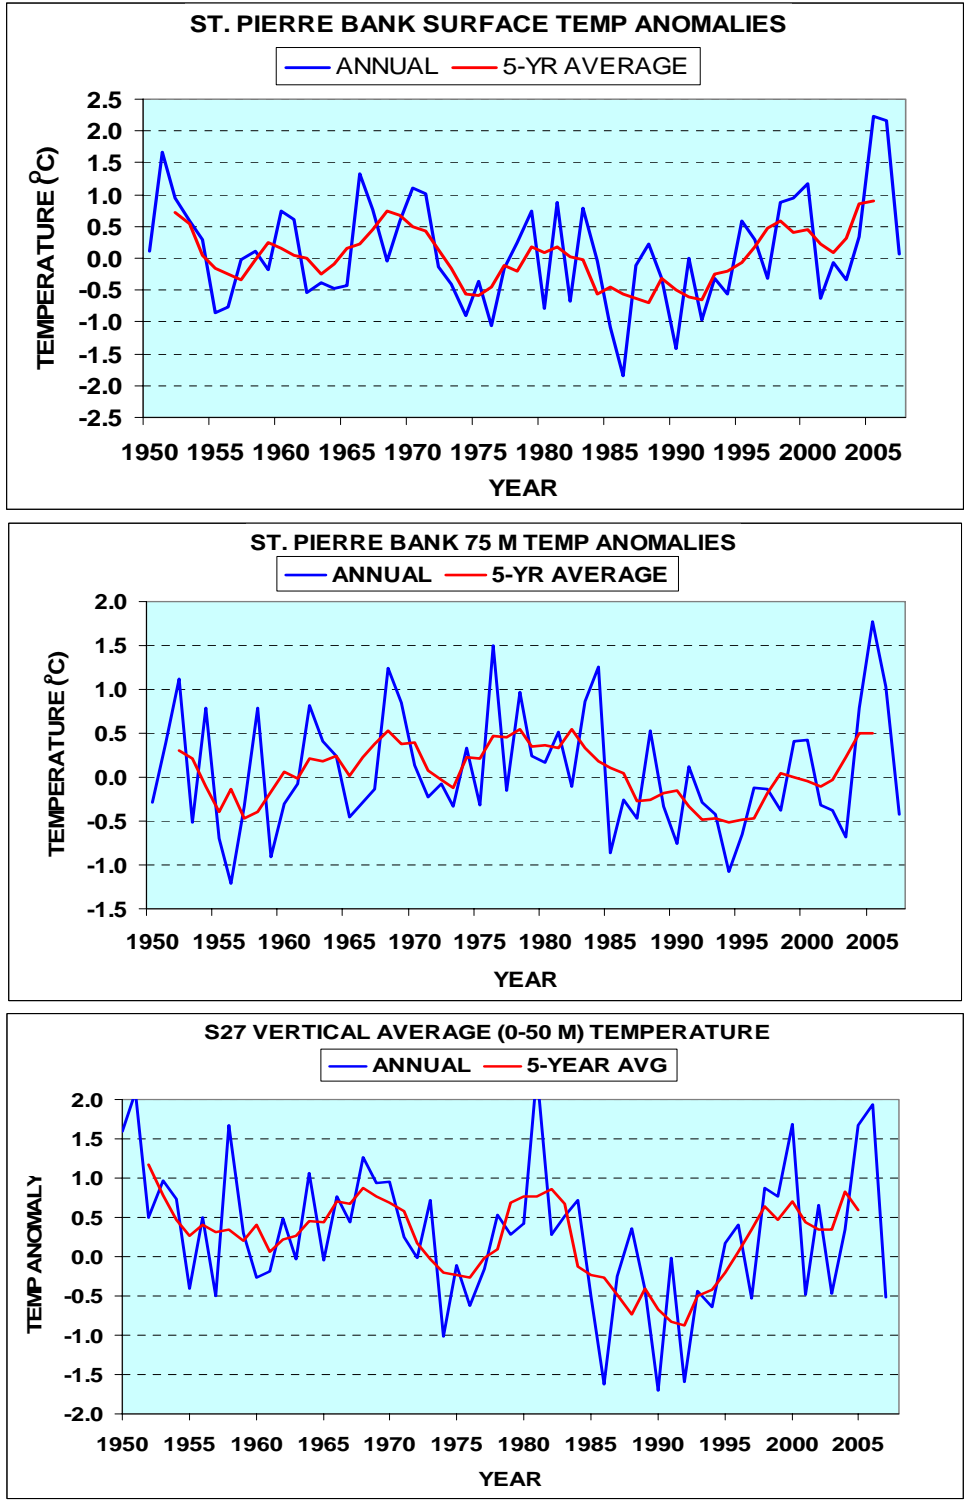 ST. PIERRE BANK SURFACE TEMP ANOMALIES
ANNUAL 5-YR AVERAGE
TEMPERATURE (⁰C)
2.5
2.0
1.5
1.0
0.5
0.0
-0.5
-1.0
-1.5
-2.0
-2.5
1950 1955 1960 1965 1970 1975 1980 1985 1990 1995 2000 2005
YEAR
ST. PIERRE BANK 75 M TEMP ANOMALIES
ANNUAL 5-YR AVERAGE
TEMPERATURE (⁰C)
2.0
1.5
1.0
0.5
0.0
-0.5
-1.0
-1.5
1950 1955 1960 1965 1970 1975 1980 1985 1990 1995 2000 2005
YEAR
S27 VERTICAL AVERAGE (0-50 M) TEMPERATURE
ANNUAL 5-YEAR AVG
TEMP ANOMALY
2.0
1.5
1.0
0.5
0.0
-0.5
-1.0
-1.5
-2.0
1950 1955 1960 1965 1970 1975 1980 1985 1990 1995 2000 2005
YEAR